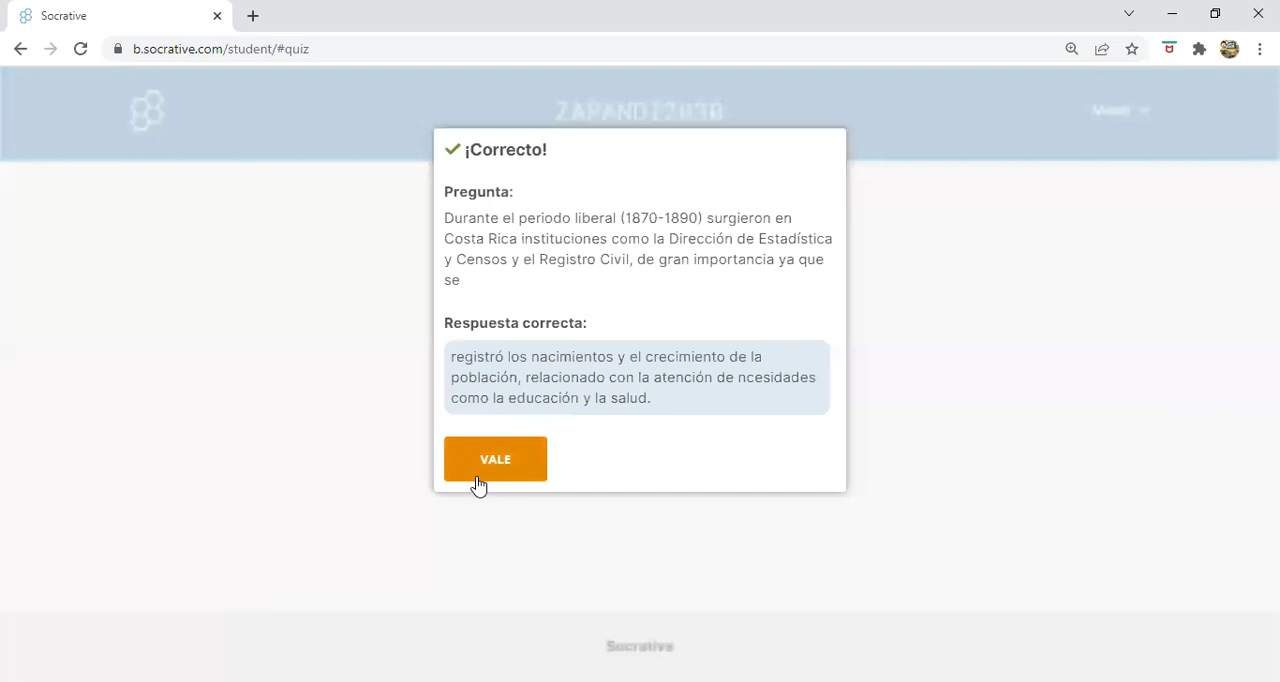 Socrative
b.socrative.com/student/#quiz
ZAPANDI2030
¡Correcto!
Pregunta:
Durante el periodo liberal (1870-1890) surgieron en
Costa Rica instituciones como la Dirección de Estadística
y Censos y el Registro Civil, de gran importancia ya que
se
Respuesta correcta:
registró los nacimientos y el crecimiento de la
población, relacionado con la atención de ncesidades
como la educación y la salud.
VALE
Socrative